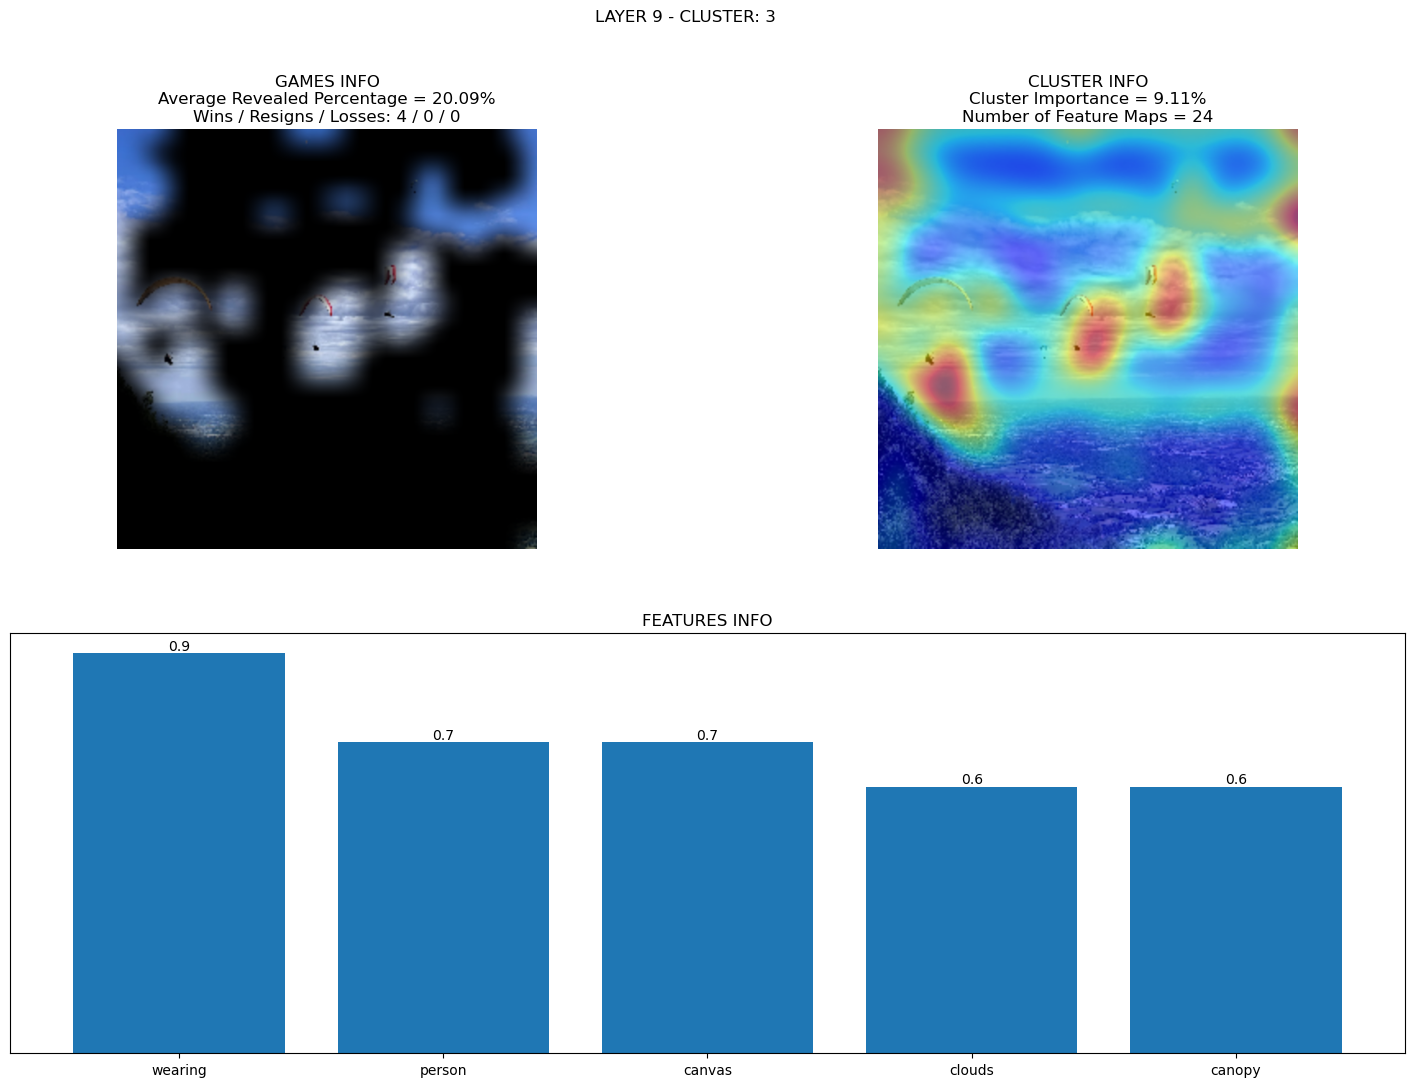 LAYER 9 - CLUSTER: 3
GAMES INFO
Average Revealed Percentage = 20.09%
Wins / Resigns / Losses: 4 / 0 / 0
CLUSTER INFO
Cluster Importance = 9.11%
Number of Feature Maps = 24
FEATURES INFO
0.9
0.7
0.7
0.6
0.6
wearing
person
canvas
clouds
canopy